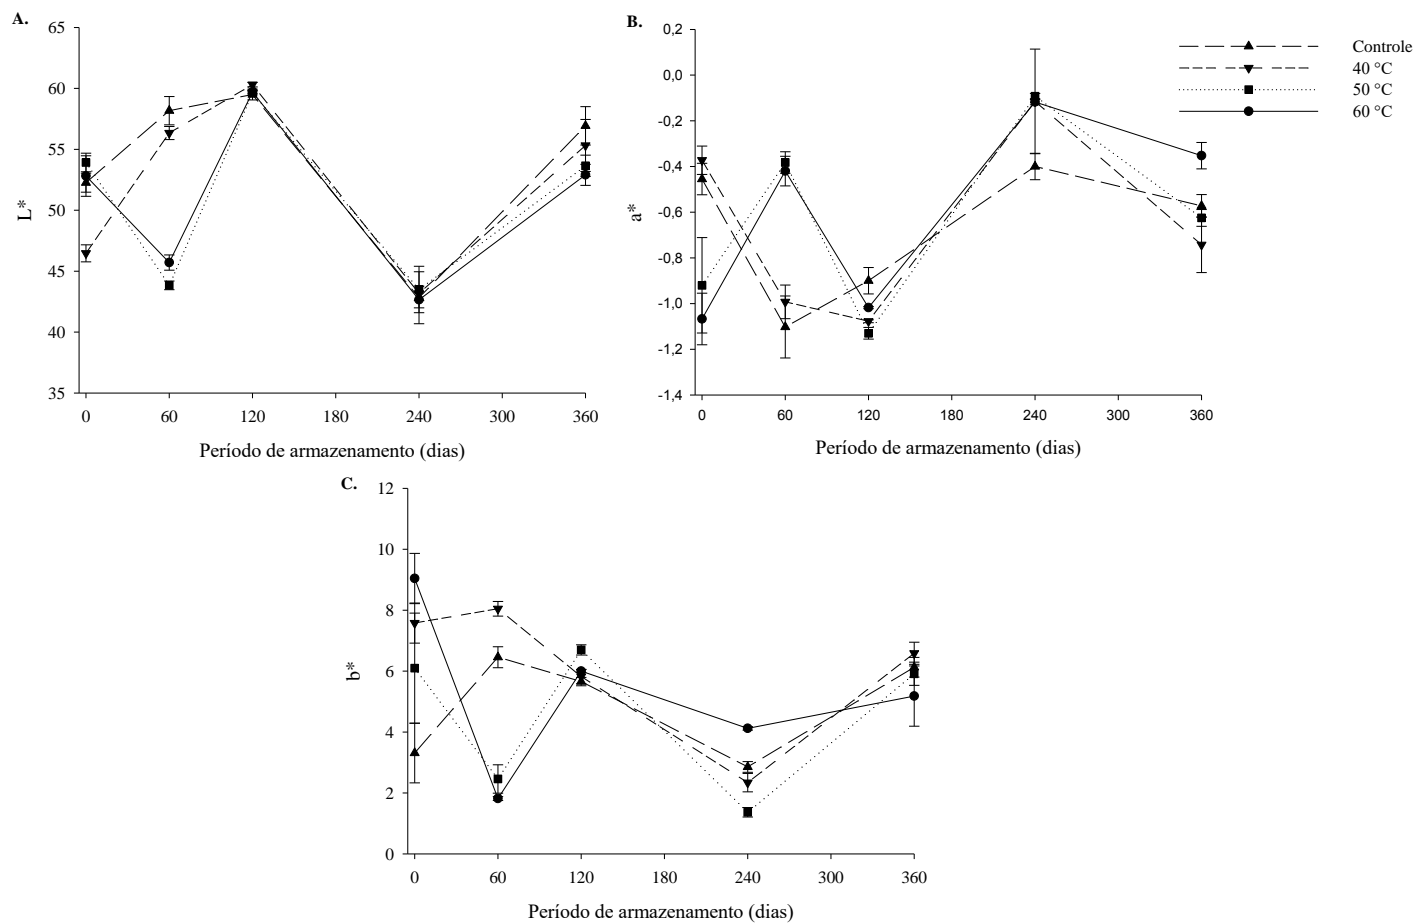 A.
65
60
55
50
45
40
35
L*
0 60 120 180 240 300 360
Período de armazenamento (dias)
B.
0,2
0,0
-0,2
-0,4
-0,6
-0,8
-1,0
-1,2
-1,4
a*
0 60 120 180 240 300 360
Período de armazenamento (dias)
Controle
40 °C
50 °C
60 °C
C.
12
10
8
6
4
2
0
b*
0 60 120 180 240 300 360
Período de armazenamento (dias)